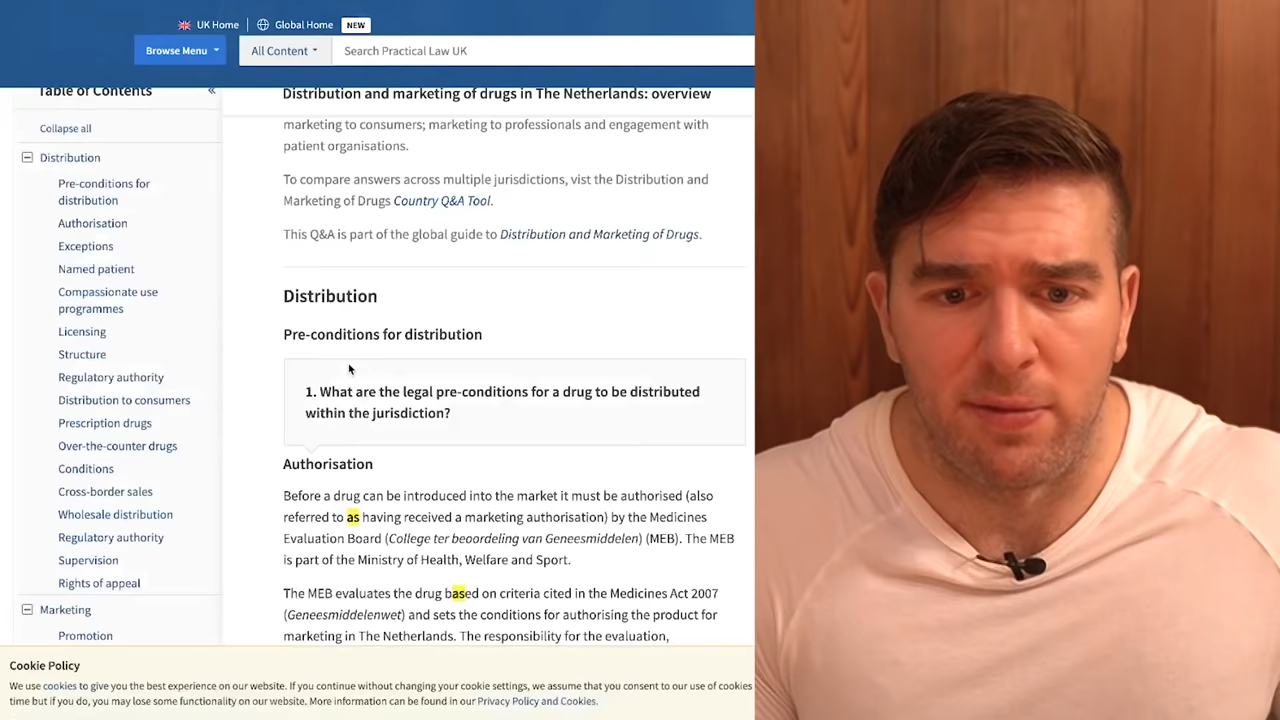 UK Home
Global Home
NEW
Browse Menu
All Content
Search Practical Law UK
Table of Contents
«
Collapse all
Distribution
Pre-conditions for
distribution
Authorisation
Exceptions
Named patient
Compassionate use
programmes
Licensing
Structure
Regulatory authority
Distribution to consumers
Prescription drugs
Over-the-counter drugs
Conditions
Cross-border sales
Wholesale distribution
Regulatory authority
Supervision
Rights of appeal
Marketing
Promotion
Distribution and marketing of drugs in The Netherlands: overview
marketing to consumers; marketing to professionals and engagement with
patient organisations.
To compare answers across multiple jurisdictions, vist the Distribution and
Marketing of Drugs Country Q&A Tool.
This Q&A is part of the global guide to Distribution and Marketing of Drugs.
Distribution
Pre-conditions for distribution
1. What are the legal pre-conditions for a drug to be distributed
within the jurisdiction?
Authorisation
Before a drug can be introduced into the market it must be authorised (also
referred to as having received a marketing authorisation) by the Medicines
Evaluation Board (College ter beoordeling van Geneesmiddelen) (MEB). The MEB
is part of the Ministry of Health, Welfare and Sport.
The MEB evaluates the drug based on criteria cited in the Medicines Act 2007
(Geneesmiddelenwet) and sets the conditions for authorising the product for
marketing in The Netherlands. The responsibility for the evaluation,
Cookie Policy
We use cookies to give you the best experience on our website. If you continue without changing your cookie settings, we assume that you consent to our use of cookies
time but if you do, you may lose some functionality on our website. More information can be found in our Privacy Policy and Cookies.